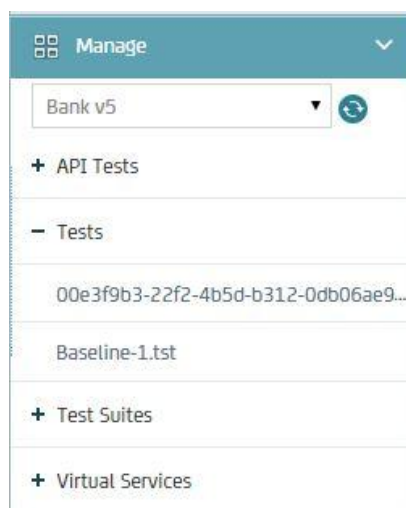 Manage
Bank v5
+ API Tests
− Tests
00e3f9b3-22f2-4b5d-b312-0db06ae9...
Baseline-1.tst
+ Test Suites
+ Virtual Services